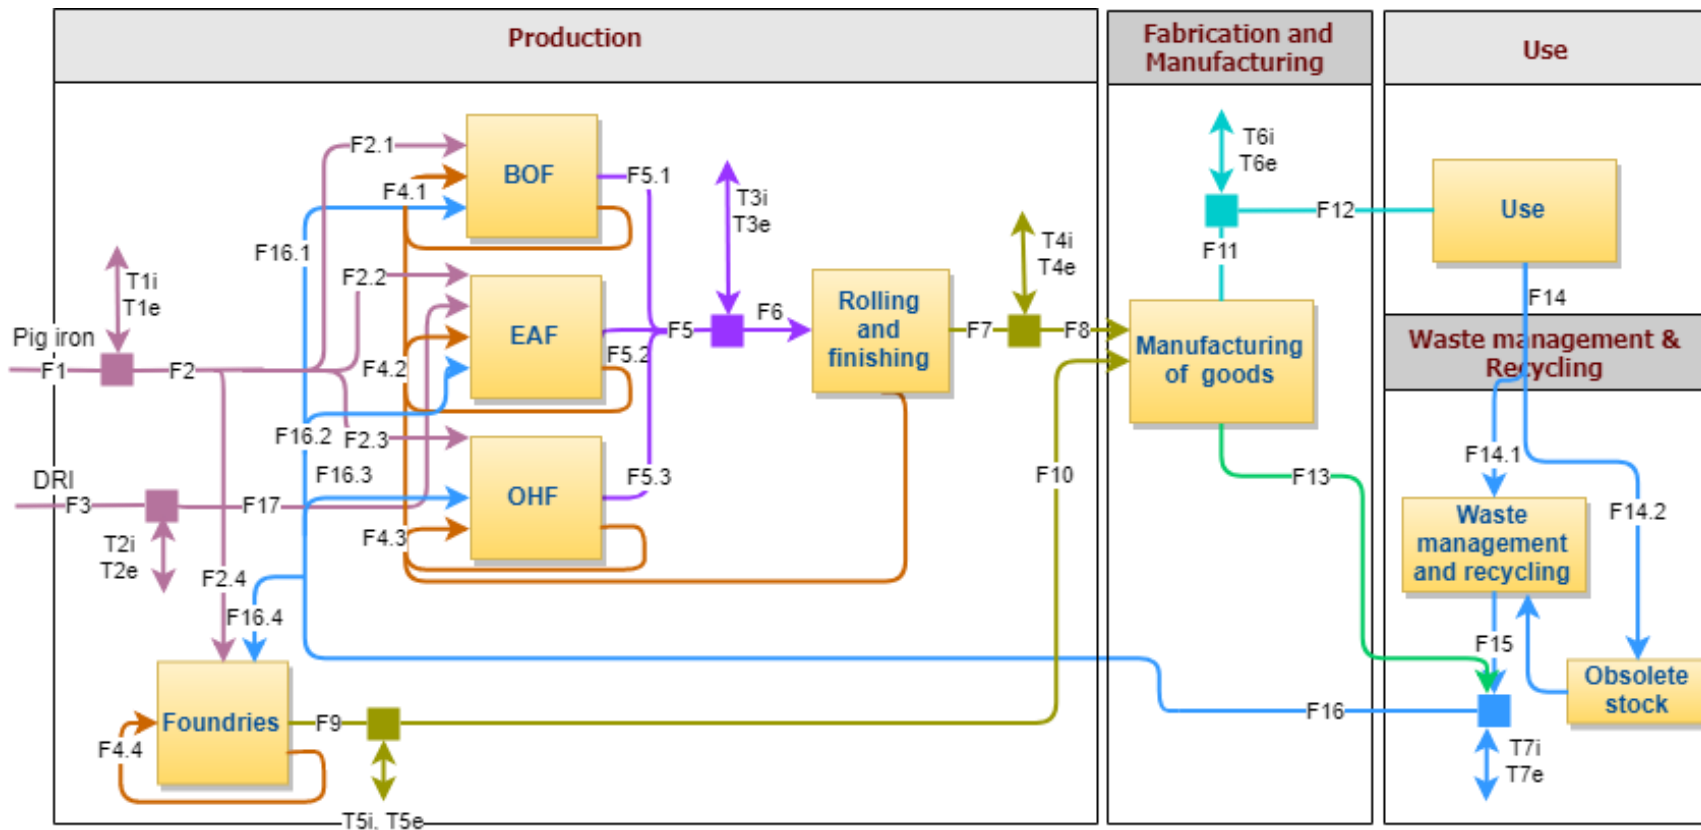 Production
Fabrication and
Manufacturing
Use
F2.1
BOF
F5.1
F4.1
T3i
T3e
T6i
T6e
F12
Use
F16.1
F11
T4i
T4e
T1i
T1e
F2.2
F14
Pig iron
F1
F2
EAF
F5.2
F4.2
F5
F6
Rolling
and
finishing
F7
F8
Manufacturing
of goods
Waste management &
Recycling
F16.2
F2.3
F16.3
OHF
F5.3
F10
F13
F14.1
DRI
F3
F17
F4.3
Waste
management
and recycling
F14.2
T2i
T2e
F2.4
F16.4
F15
Foundries
F9
F4.4
F16
Obsolete
stock
T7i
T7e
T5i, T5e